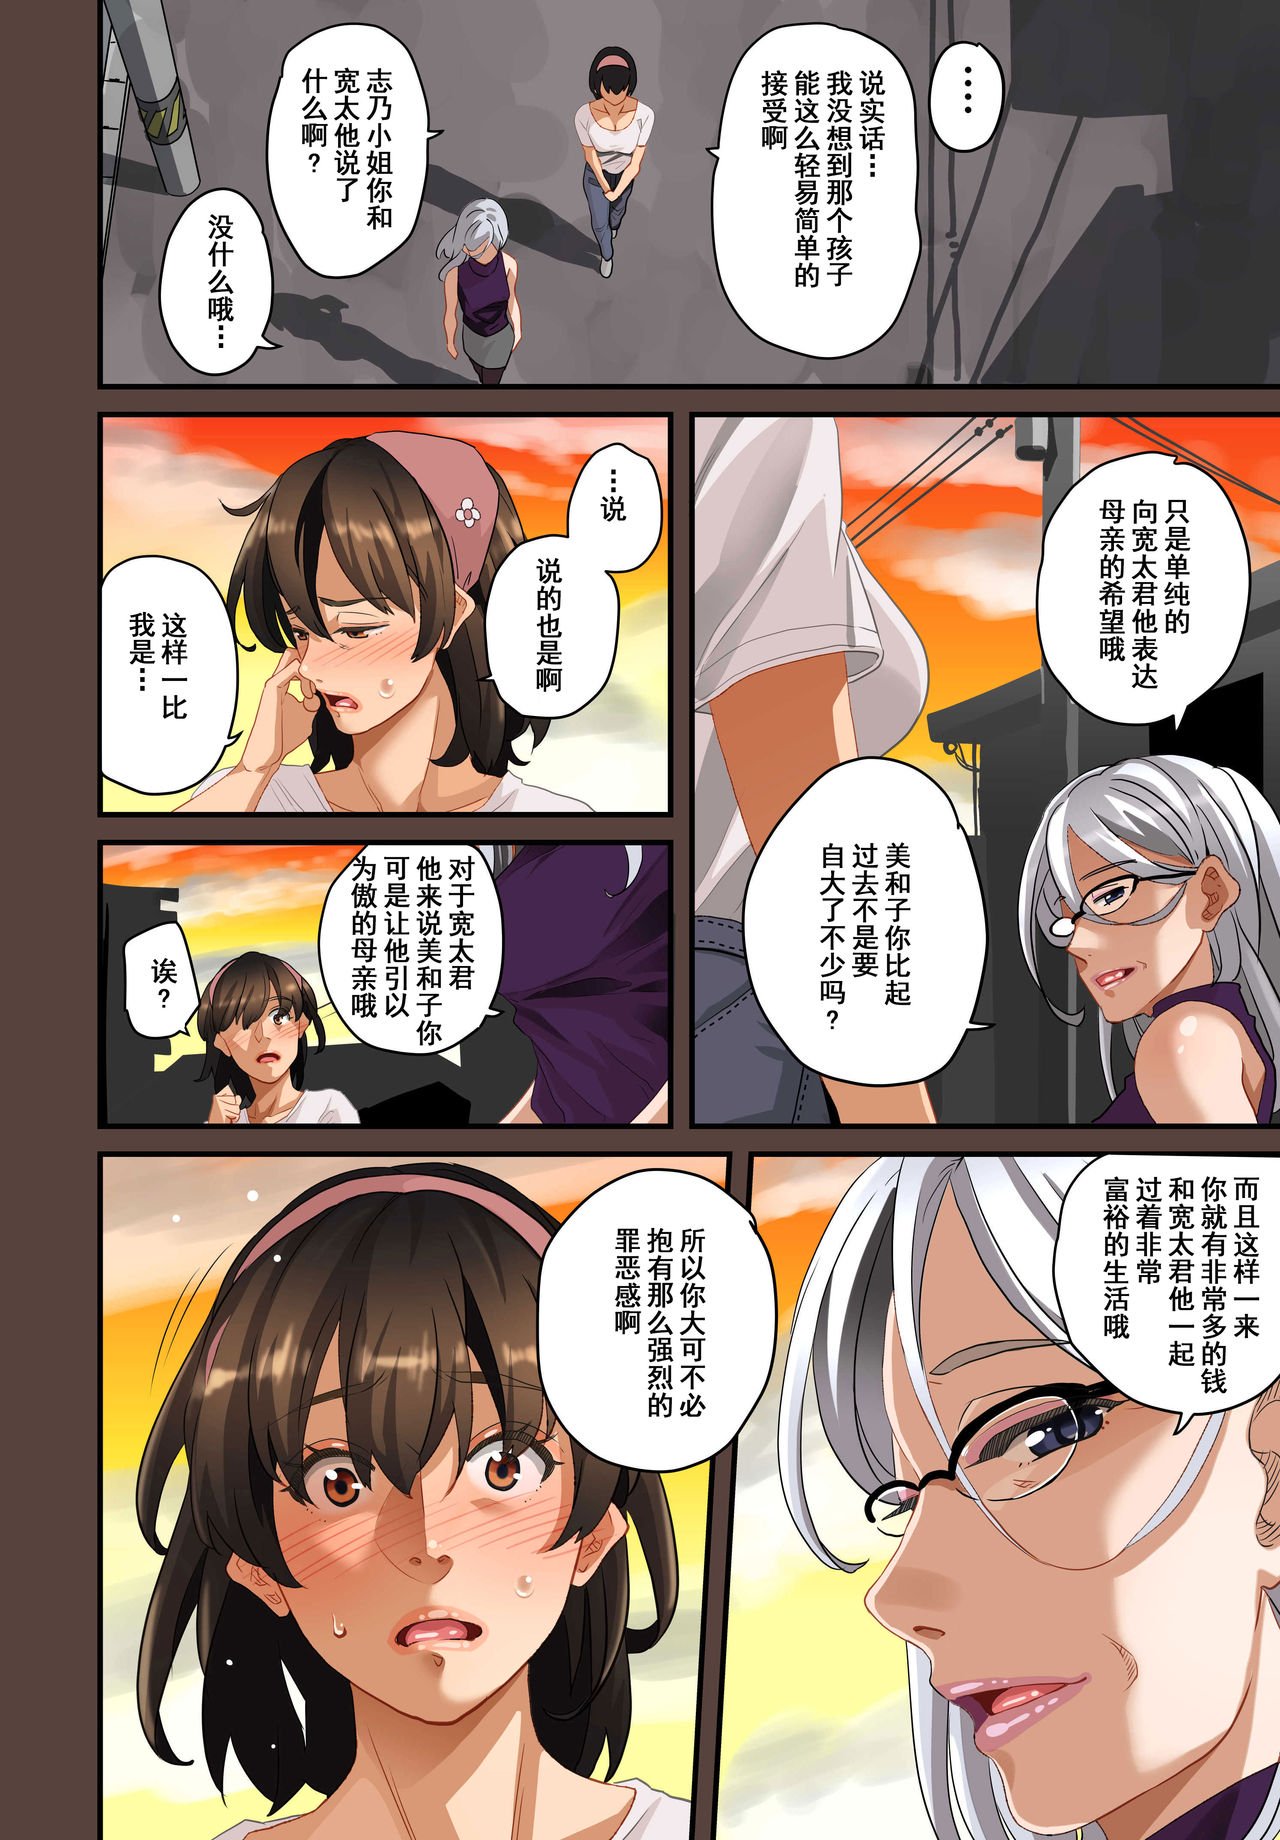 …
说实话…
我没想到那个孩子
能这么轻易简单的
接受啊
志乃小姐你和
宽太他说了
什么啊?
没什么哦…
只是单纯的
向宽太君他表达
母亲的希望哦
美和子你比起
过去不是要
自大了不少吗?
…说
说的也是啊
这样一比
我是…
对于宽太君
他来说美和子你
可是让他引以
为傲的母亲哦
诶?
而且这样一来
你就有非常多的钱
和宽太君他一起
过着非常
富裕的生活哦
所以你大可不必
抱有那么强烈的
罪恶感啊